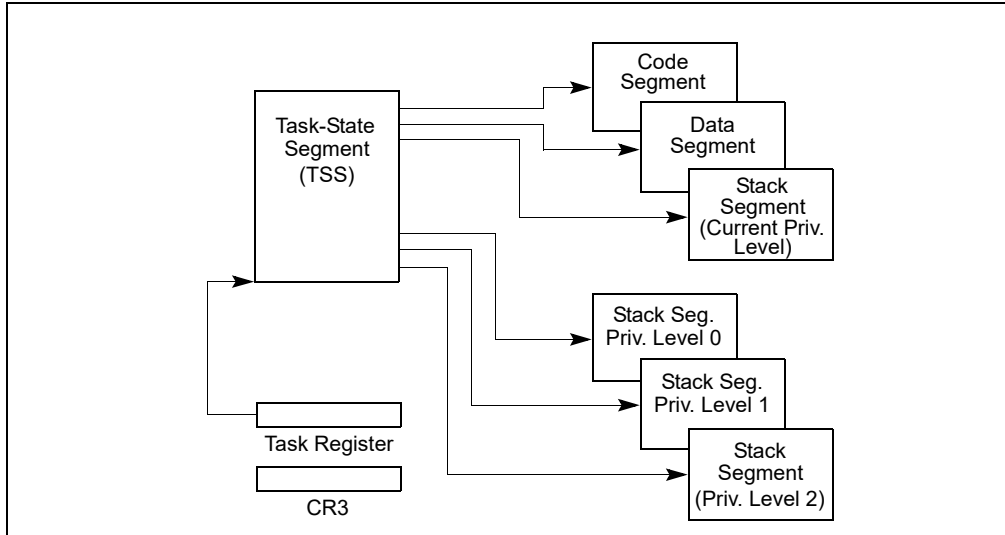 Code
Segment
Task-State
Segment
(TSS)
Data
Segment
Stack
Segment
(Current Priv.
Level)
Stack Seg.
Priv. Level 0
Stack Seg.
Priv. Level 1
Task Register
Stack
Segment
(Priv. Level 2)
CR3